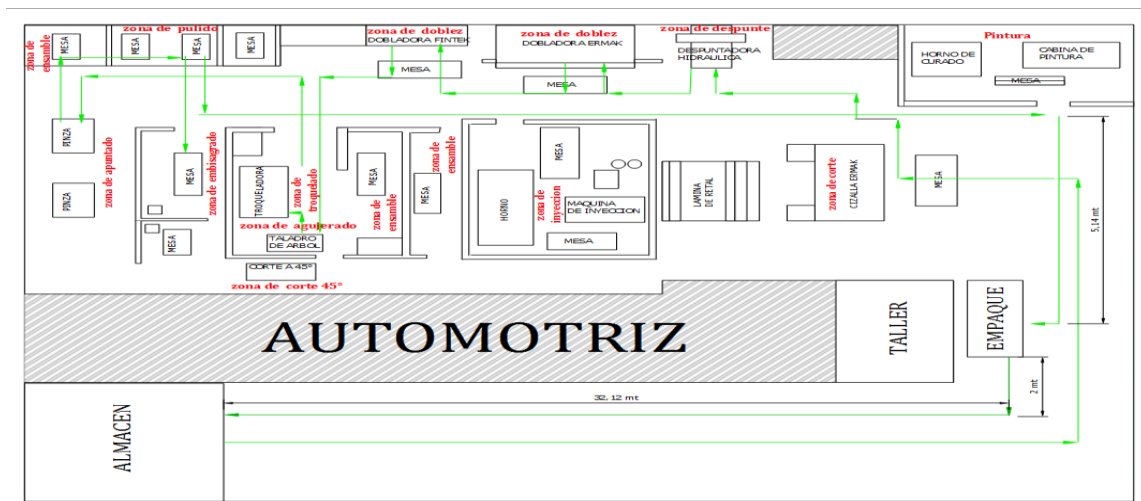 zona de pulido
zona de doblez
DOBLADORA FINTEK
zona de doblez
DOBLADORA ERMAK
zona de despunte
DESPUNTADORA
HIDRAULICA
Pintura
HORNO DE
CURADO
CABINA DE
PINTURA
MESA
zona de
ensamble
MESA
MESA
MESA
MESA
MESA
MESA
PINZA
zona de apuntado
PINZA
MESA
zona de embisagrado
MESA
TROQUELADORA
zona de
troquelado
zona de agujerado
TALADRO
DE ARBOL
CORTE A 45°
zona de corte 45°
MESA
zona de
ensamble
MESA
zona de
ensamble
HORNO
MESA
zona de
inyeccion
MAQUINA
DE INYECCION
MESA
LAMINA
DE RETAL
zona de corte
CIZALLA ERMAK
MESA
5,14 mt
AUTOMOTRIZ
TALLER
EMPAQUE
2 mt
32,12 mt
ALMACEN